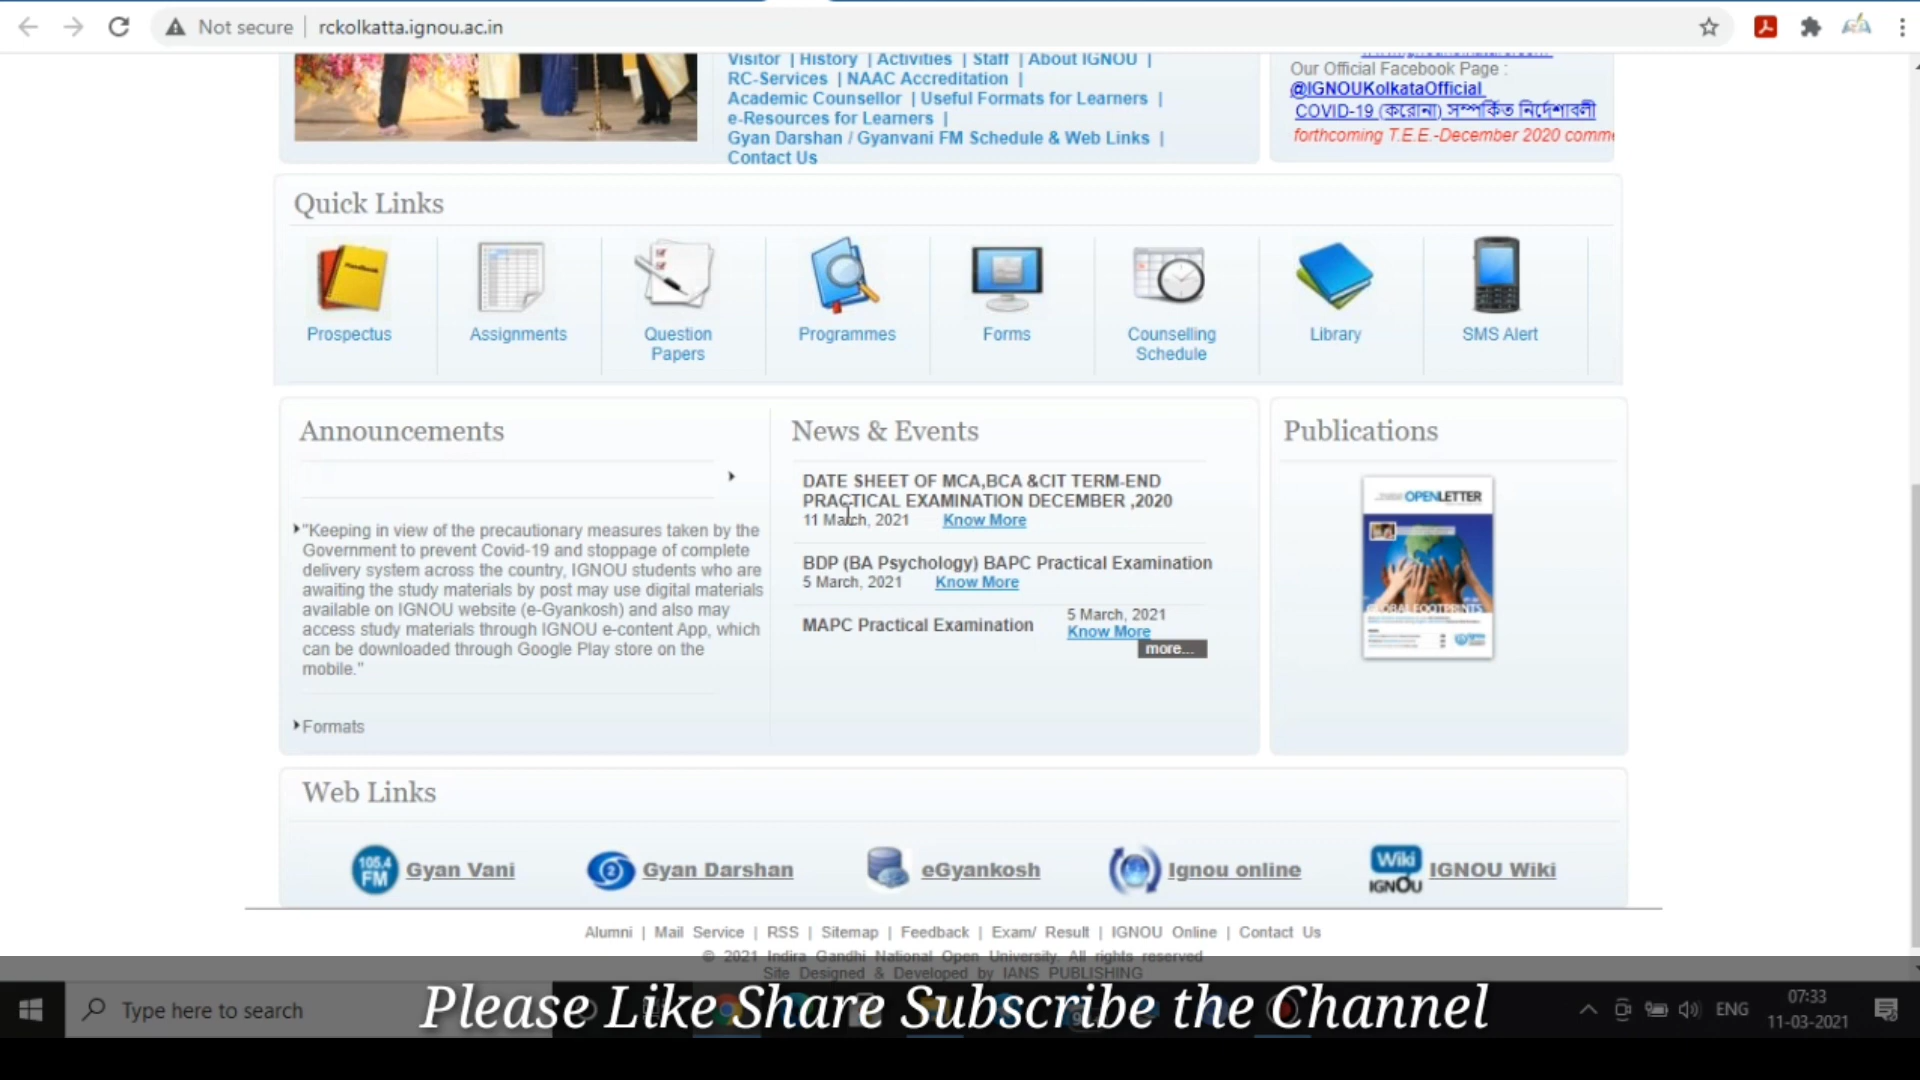 Not secure
rckolkatta.ignou.ac.in
Visitor | History | Activities | Staff | About IGNOU |
RC-Services | NAAC Accreditation |
Academic Counsellor | Useful Formats for Learners |
e-Resources for Learners |
Gyan Darshan / Gyanvani FM Schedule & Web Links |
Contact Us
Our Official Facebook Page :
@IGNOUKolkataOfficial
COVID-19 (করোনা) সম্পর্কিত নির্দেশাবলী
forthcoming T.E.E.-December 2020 comme
Quick Links
Handbook
Prospectus
Assignments
Question
Papers
Programmes
Forms
Counselling
Schedule
Library
SMS Alert
Announcements
"Keeping in view of the precautionary measures taken by the
Government to prevent Covid-19 and stoppage of complete
delivery system across the country, IGNOU students who are
awaiting the study materials by post may use digital materials
available on IGNOU website (e-Gyankosh) and also may
access study materials through IGNOU e-content App, which
can be downloaded through Google Play store on the
mobile."
Formats
News & Events
DATE SHEET OF MCA,BCA &CIT TERM-END
PRACTICAL EXAMINATION DECEMBER ,2020
11 March, 2021 Know More
BDP (BA Psychology) BAPC Practical Examination
5 March, 2021 Know More
MAPC Practical Examination
5 March, 2021
Know More
more...
Publications
OPENLETTER
GLOBAL FOOTPRINTS
Web Links
105.4
FM
Gyan Vani
2
Gyan Darshan
eGyankosh
Ignou online
Wiki
IGNOU
IGNOU Wiki
Alumni | Mail Service | RSS | Sitemap | Feedback | Exam/ Result | IGNOU Online | Contact Us
© 2021 Indira Gandhi National Open University. All rights reserved
Site Designed & Developed by IANS PUBLISHING
Please Like Share Subscribe the Channel
Type here to search
ENG
07:33
11-03-2021